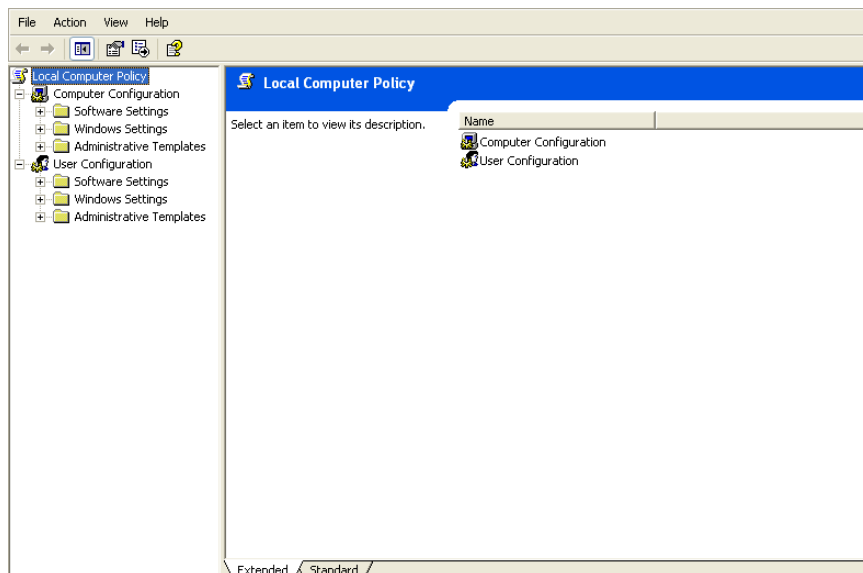 File Action View Help
Local Computer Policy
Computer Configuration
Software Settings
Windows Settings
Administrative Templates
User Configuration
Software Settings
Windows Settings
Administrative Templates
Local Computer Policy
Select an item to view its description.
Name
Computer Configuration
User Configuration
Extended Standard